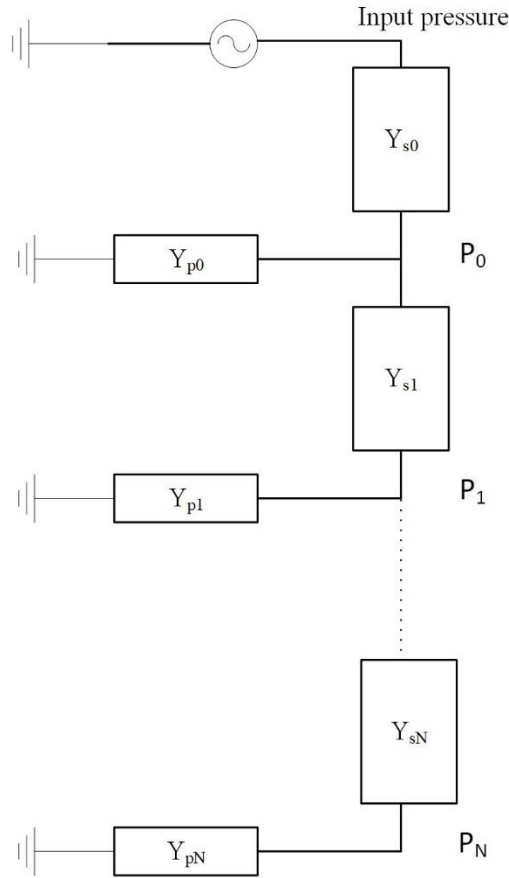 Input pressure
Y_s0
Y_p0 P_0
Y_s1
Y_p1 P_1
Y_sN
Y_pN P_N